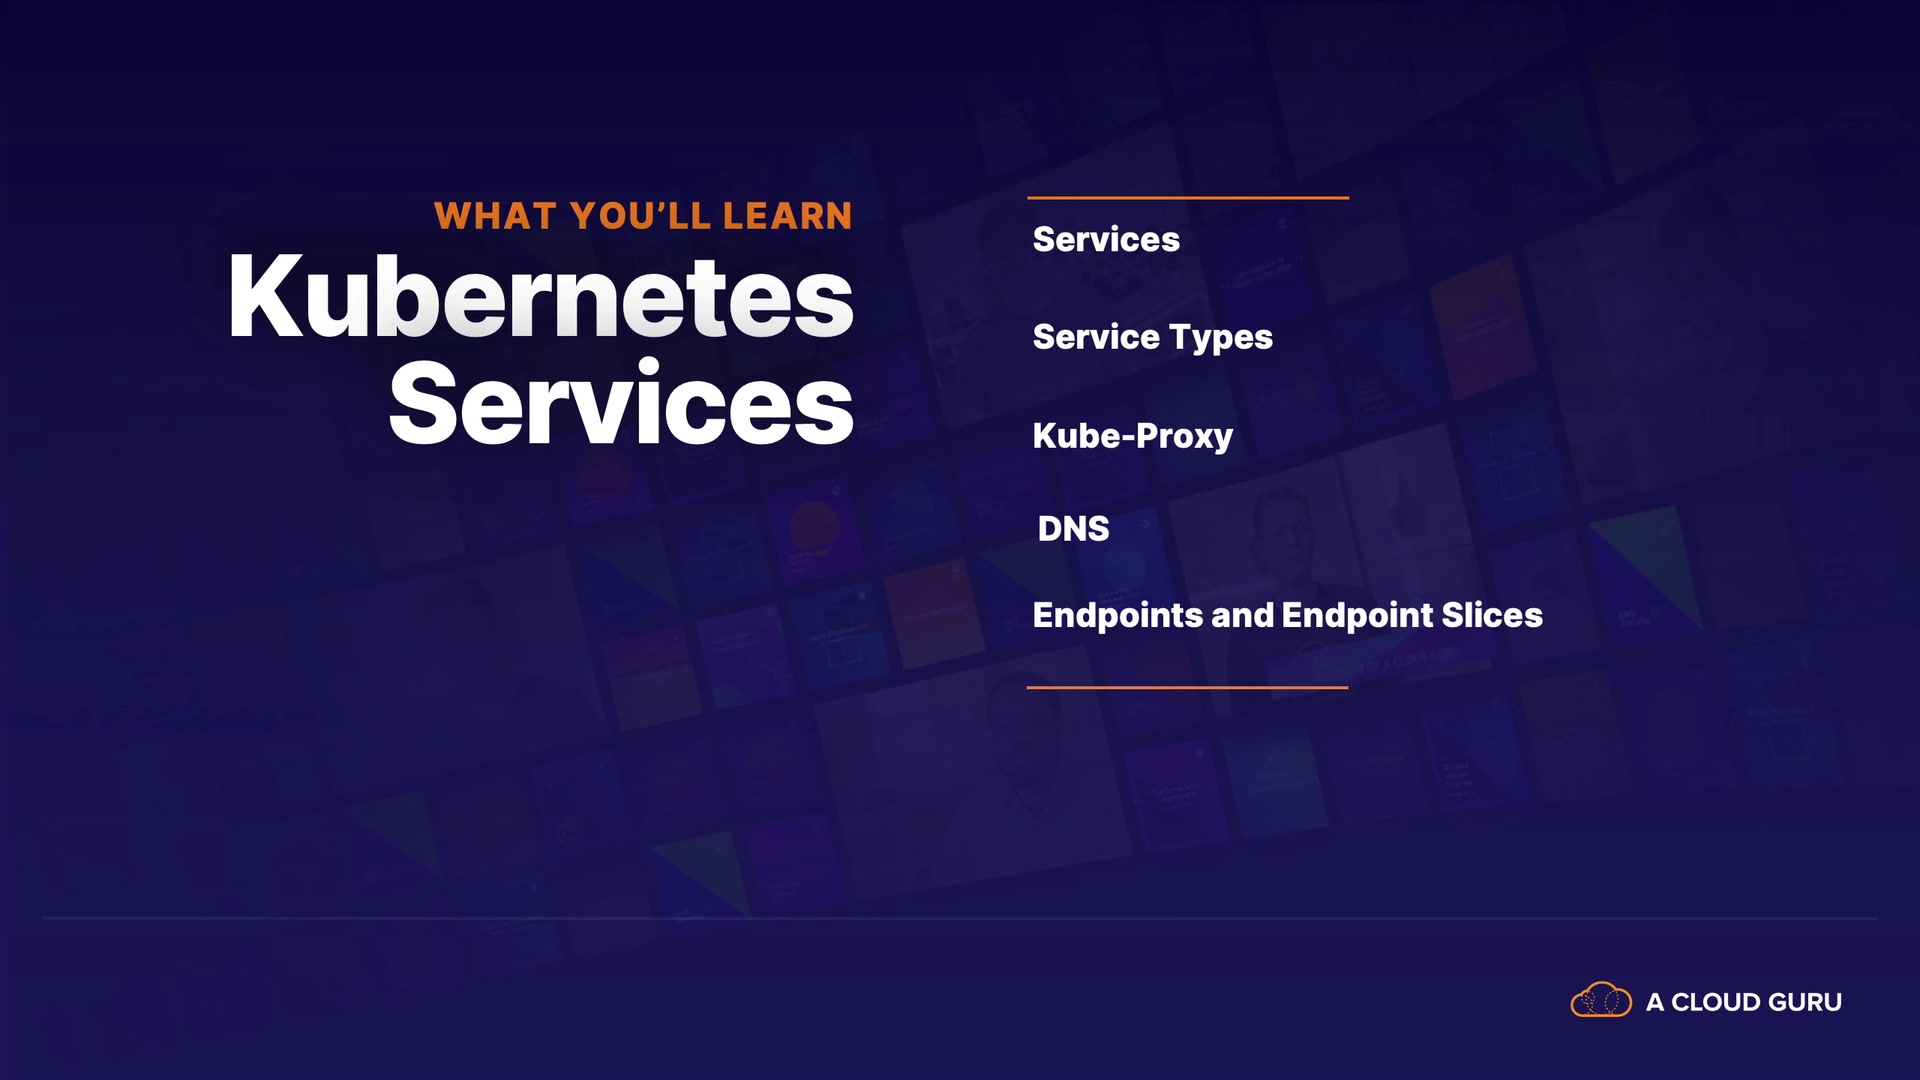 WHAT YOU’LL LEARN
Kubernetes
Services
Services
Service Types
Kube-Proxy
DNS
Endpoints and Endpoint Slices
A CLOUD GURU